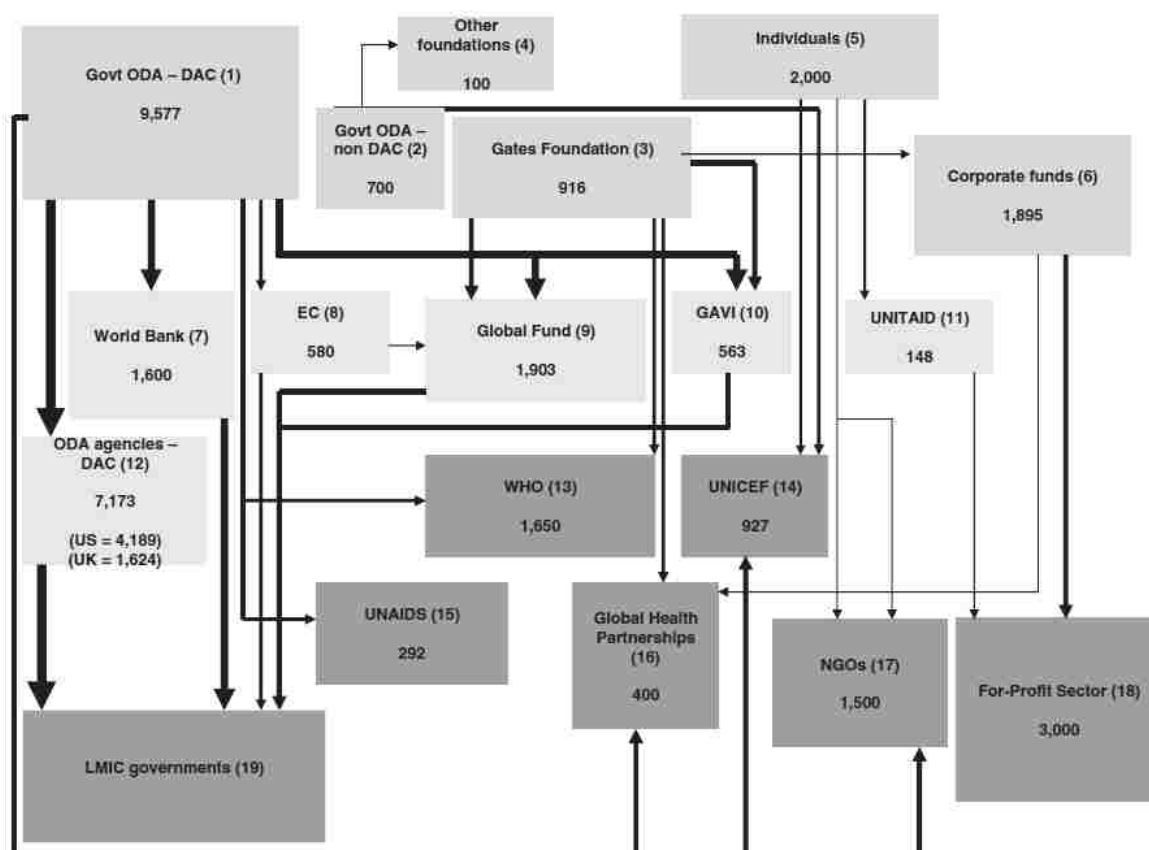 Govt ODA – DAC (1)
9,577
Other
foundations (4)
100
Individuals (5)
2,000
Govt ODA –
non DAC (2)
700
Gates Foundation (3)
916
Corporate funds (6)
1,895
World Bank (7)
1,600
EC (8)
580
Global Fund (9)
1,903
GAVI (10)
563
UNITAID (11)
148
ODA agencies –
DAC (12)
7,173
(US = 4,189)
(UK = 1,624)
WHO (13)
1,650
UNICEF (14)
927
UNAIDS (15)
292
Global Health
Partnerships
(16)
400
NGOs (17)
1,500
For-Profit Sector (18)
3,000
LMIC governments (19)